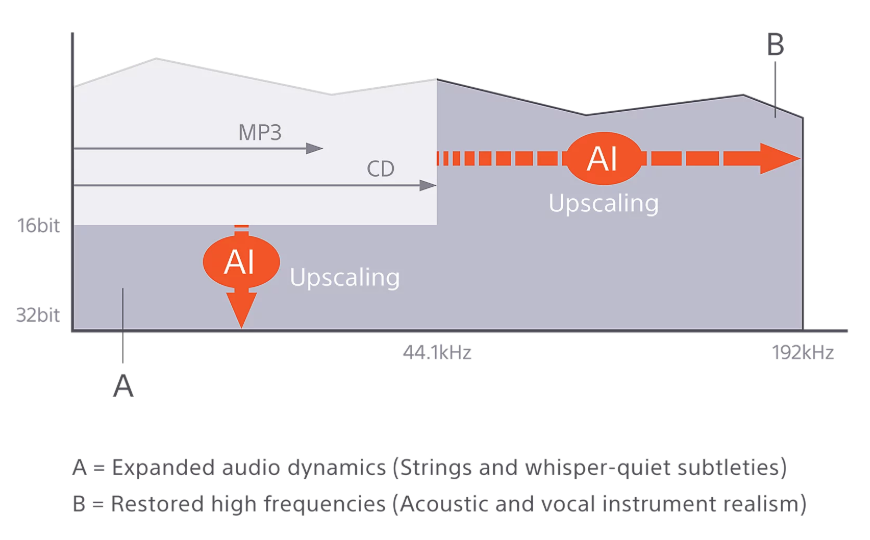 B
MP3
CD
AI
Upscaling
16bit
AI
Upscaling
32bit
44.1kHz
192kHz
A
A = Expanded audio dynamics (Strings and whisper-quiet subtleties)
B = Restored high frequencies (Acoustic and vocal instrument realism)